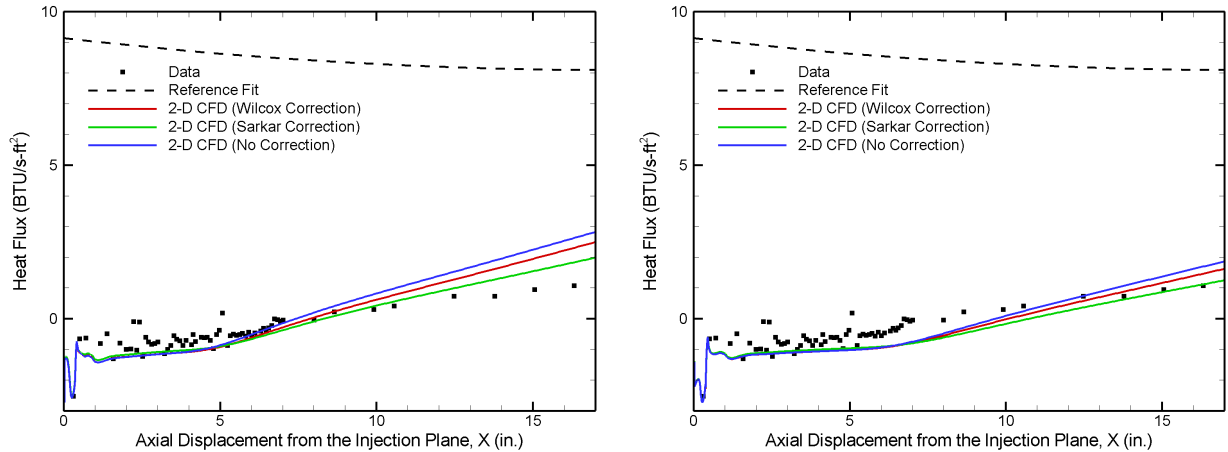 10
5
0
Heat Flux (BTU/s-ft²)
Data
Reference Fit
2-D CFD (Wilcox Correction)
2-D CFD (Sarkar Correction)
2-D CFD (No Correction)
0
5
10
15
Axial Displacement from the Injection Plane, X (in.)
10
5
0
Heat Flux (BTU/s-ft²)
Data
Reference Fit
2-D CFD (Wilcox Correction)
2-D CFD (Sarkar Correction)
2-D CFD (No Correction)
0
5
10
15
Axial Displacement from the Injection Plane, X (in.)